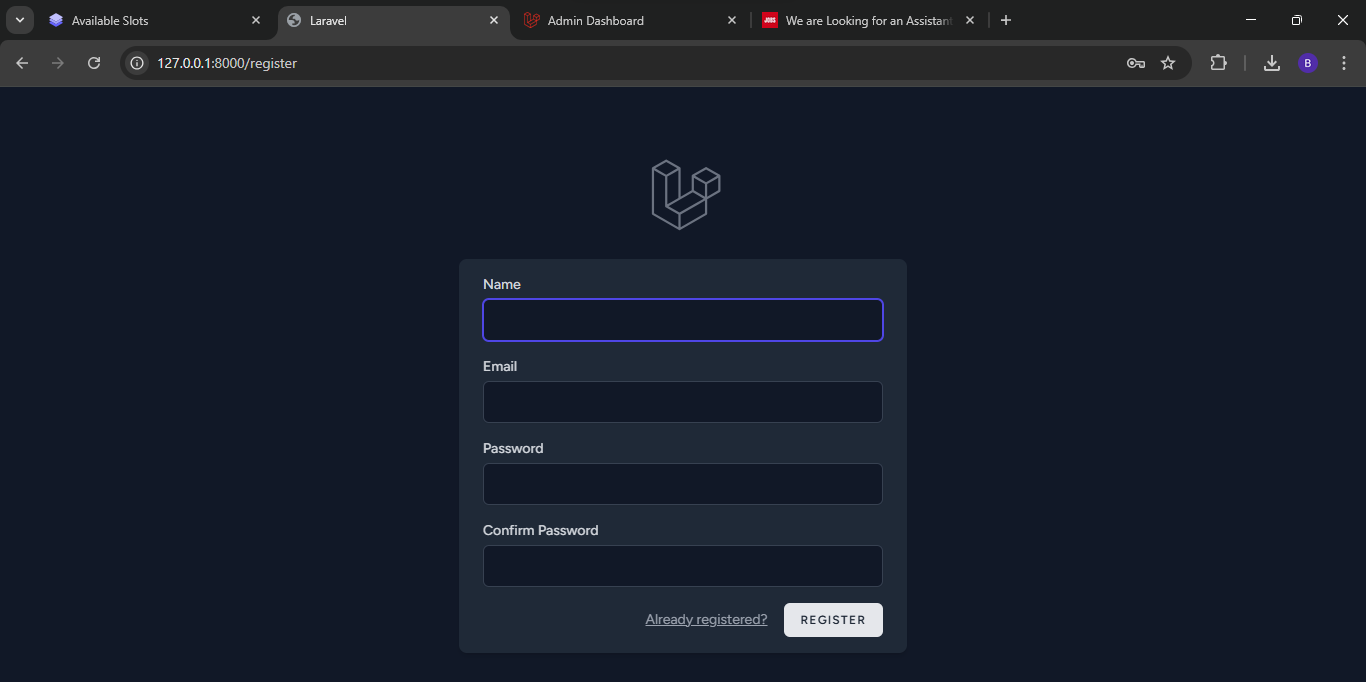 Available Slots
Laravel
Admin Dashboard
JOBS
We are Looking for an Assistan
127.0.0.1:8000/register
B
Name
Email
Password
Confirm Password
Already registered?
REGISTER